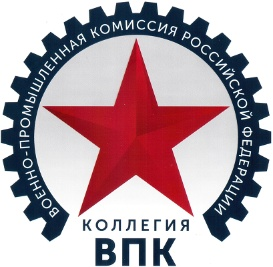 ВОЕННО-ПРОМЫШЛЕННАЯ КОМИССИЯ РОССИЙСКОЙ ФЕДЕРАЦИИ
КОЛЛЕГИЯ
ВПК